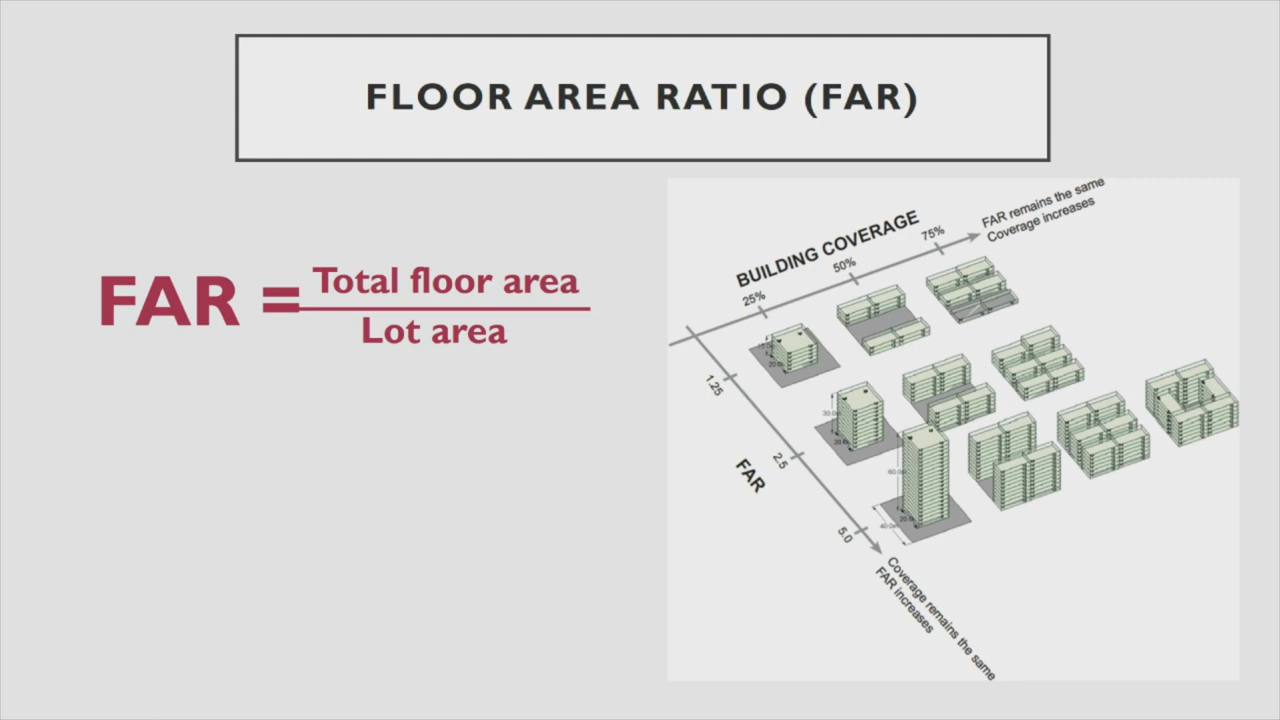 FLOOR AREA RATIO (FAR)
FAR = Total floor area
Lot area
BUILDING COVERAGE
25%
50%
75%
FAR remains the same
Coverage increases
FAR
1.25
2.5
5.0
Coverage remains the same
FAR increases